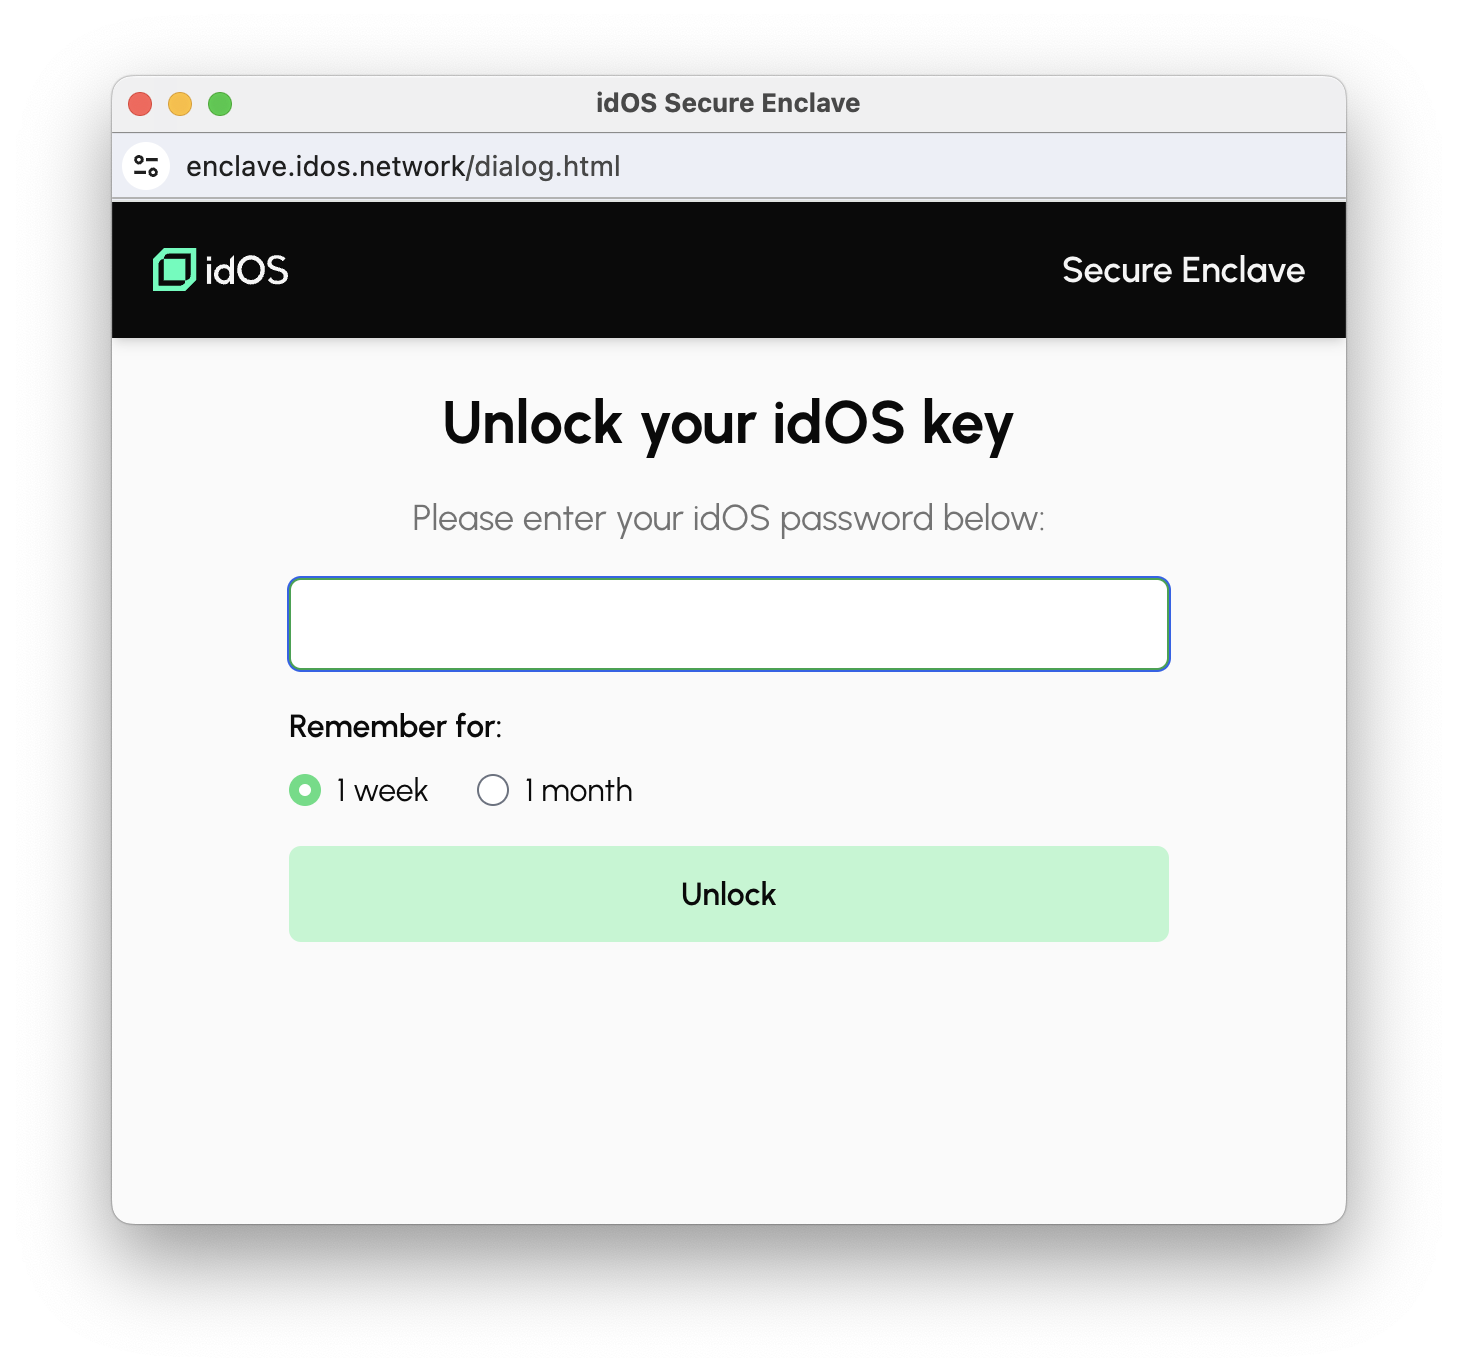 idOS Secure Enclave
enclave.idos.network/dialog.html
idOS
Secure Enclave
Unlock your idOS key
Please enter your idOS password below:
Remember for:
1 week
1 month
Unlock